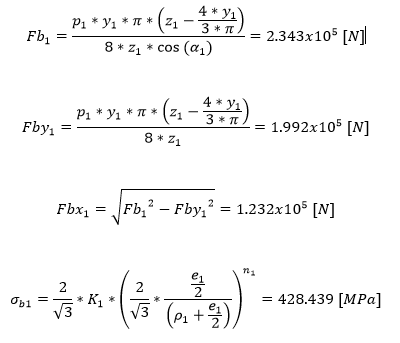 Fb₁ = (p₁ * y₁ * π * (z₁ − (4 * y₁)/(3 * π)))/(8 * z₁ * cos (α₁)) = 2.343x10⁵ [N]
Fby₁ = (p₁ * y₁ * π * (z₁ − (4 * y₁)/(3 * π)))/(8 * z₁) = 1.992x10⁵ [N]
Fbx₁ = √(Fb₁² − Fby₁²) = 1.232x10⁵ [N]
σ_b1 = 2/√3 * K₁ * (2/√3 * (e₁/2)/(ρ₁ + e₁/2))^n₁ = 428.439 [MPa]